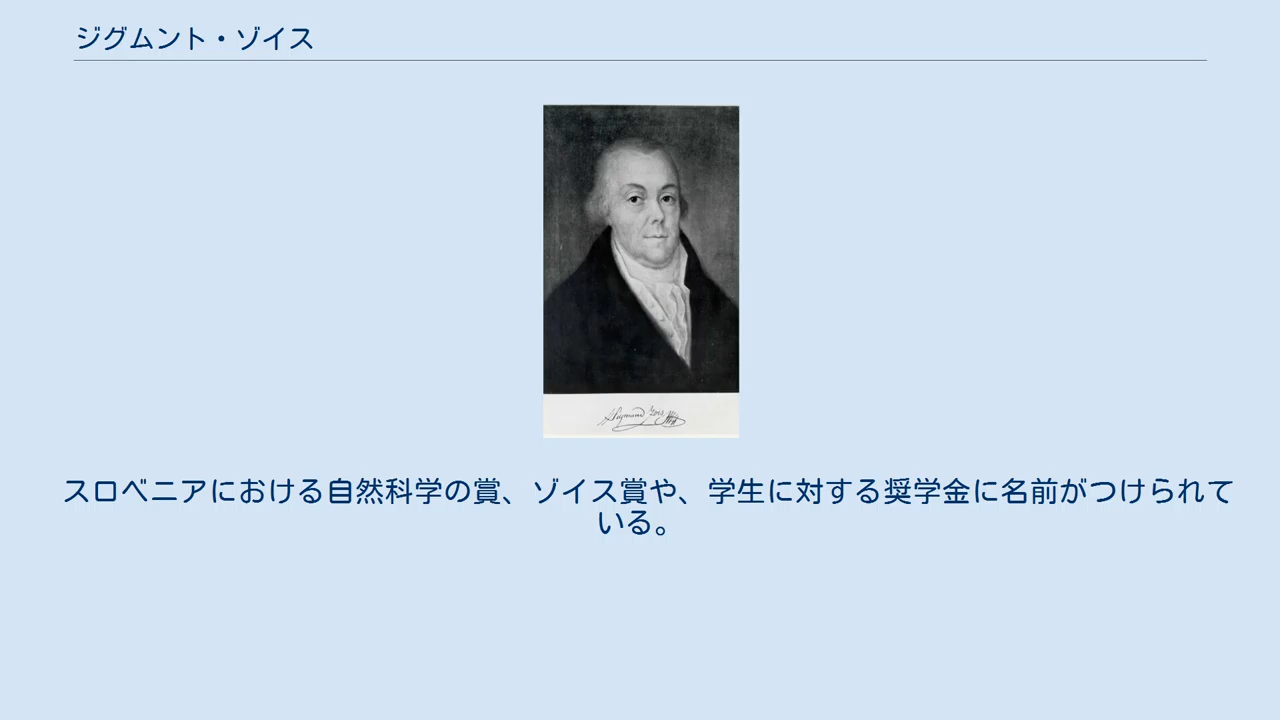 ジグムント・ゾイス
Sigmund Zois
スロベニアにおける自然科学の賞、ゾイス賞や、学生に対する奨学金に名前がつけられて
いる。